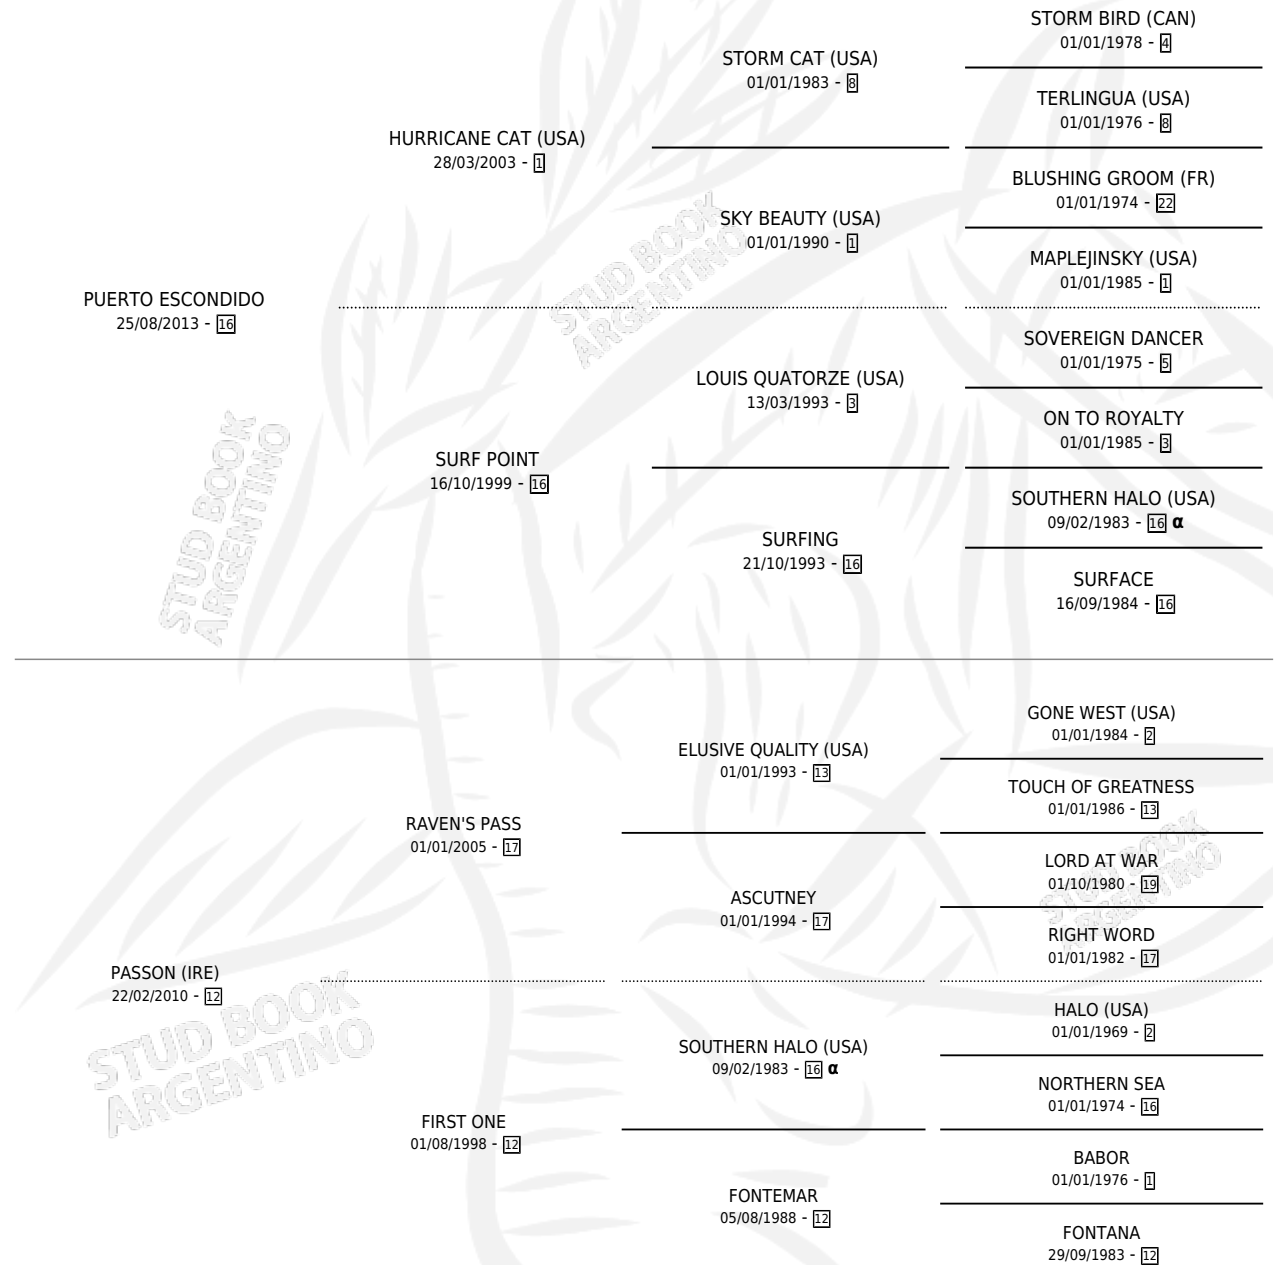 STORM BIRD (CAN)
01/01/1978 - 4
STORM CAT (USA)
01/01/1983 - 8
TERLINGUA (USA)
01/01/1976 - 8
HURRICANE CAT (USA)
28/03/2003 - 1
BLUSHING GROOM (FR)
01/01/1974 - 22
SKY BEAUTY (USA)
01/01/1990 - 1
MAPLEJINSKY (USA)
01/01/1985 - 1
PUERTO ESCONDIDO
25/08/2013 - 16
SOVEREIGN DANCER
01/01/1975 - 5
LOUIS QUATORZE (USA)
13/03/1993 - 3
ON TO ROYALTY
01/01/1985 - 3
SURF POINT
16/10/1999 - 16
SOUTHERN HALO (USA)
09/02/1983 - 16 α
SURFING
21/10/1993 - 16
SURFACE
16/09/1984 - 16
STUD BOOK
ARGENTINO
STUD BOOK
ARGENTINO
GONE WEST (USA)
01/01/1984 - 2
ELUSIVE QUALITY (USA)
01/01/1993 - 13
TOUCH OF GREATNESS
01/01/1986 - 13
RAVEN'S PASS
01/01/2005 - 17
LORD AT WAR
01/10/1980 - 19
ASCUTNEY
01/01/1994 - 17
RIGHT WORD
01/01/1982 - 17
PASSON (IRE)
22/02/2010 - 12
HALO (USA)
01/01/1969 - 2
SOUTHERN HALO (USA)
09/02/1983 - 16 α
NORTHERN SEA
01/01/1974 - 16
FIRST ONE
01/08/1998 - 12
BABOR
01/01/1976 - 1
FONTEMAR
05/08/1988 - 12
FONTANA
29/09/1983 - 12
STUD BOOK
ARGENTINO
STUD BOOK
ARGENTINO